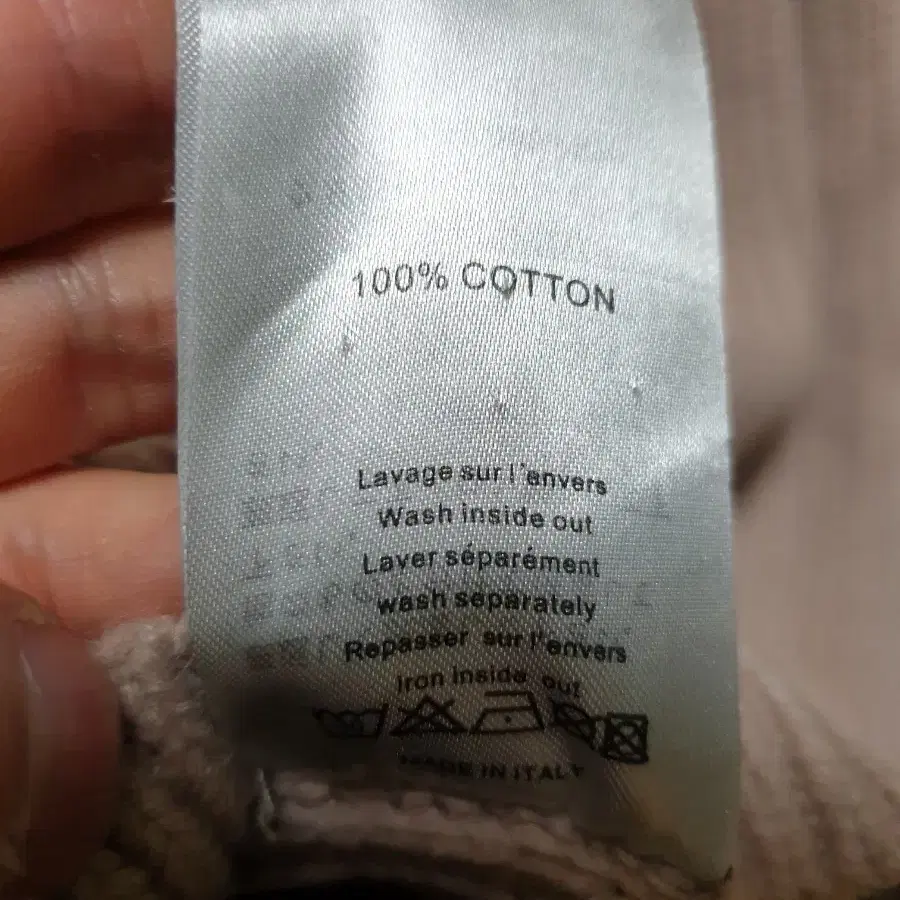 100% COTTON
Lavage sur l'envers
Wash inside out
Laver séparément
wash separately
Repasser sur l'envers
Iron inside out
MADE IN ITALY